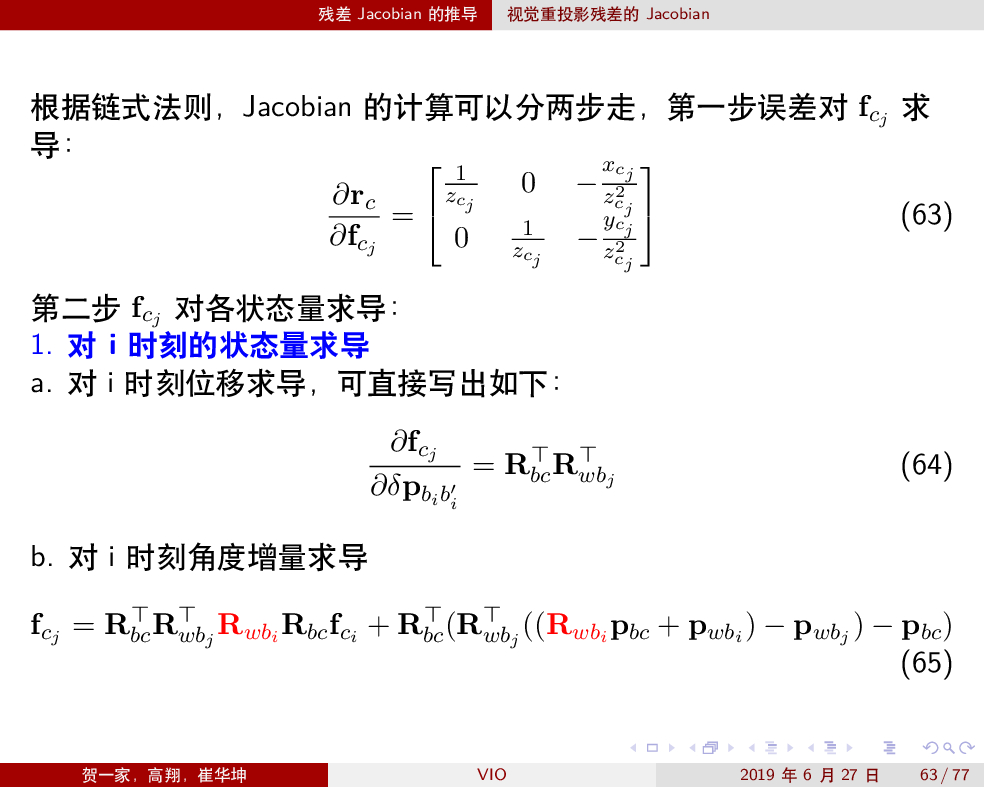 残差 Jacobian 的推导 视觉重投影残差的 Jacobian
根据链式法则，Jacobian 的计算可以分两步走，第一步误差对 $\mathbf{f}_{c_j}$ 求
导：
$$\frac{\partial \mathbf{r}_c}{\partial \mathbf{f}_{c_j}} = \begin{bmatrix} \frac{1}{z_{c_j}} & 0 & -\frac{x_{c_j}}{z_{c_j}^2} \\ 0 & \frac{1}{z_{c_j}} & -\frac{y_{c_j}}{z_{c_j}^2} \end{bmatrix}$$ (63)
第二步 $\mathbf{f}_{c_j}$ 对各状态量求导：
1. 对 i 时刻的状态量求导
a. 对 i 时刻位移求导，可直接写出如下：
$$\frac{\partial \mathbf{f}_{c_j}}{\partial \delta \mathbf{p}_{b_i b_i'}} = \mathbf{R}_{bc}^{\top} \mathbf{R}_{wb_j}^{\top}$$ (64)
b. 对 i 时刻角度增量求导
$$\mathbf{f}_{c_j} = \mathbf{R}_{bc}^{\top} \mathbf{R}_{wb_j}^{\top} \mathbf{R}_{wb_i} \mathbf{R}_{bc} \mathbf{f}_{c_i} + \mathbf{R}_{bc}^{\top} (\mathbf{R}_{wb_j}^{\top} ((\mathbf{R}_{wb_i} \mathbf{p}_{bc} + \mathbf{p}_{wb_i}) - \mathbf{p}_{wb_j}) - \mathbf{p}_{bc})$$
(65)
贺一家，高翔，崔华坤 VIO 2019 年 6 月 27 日 63 / 77